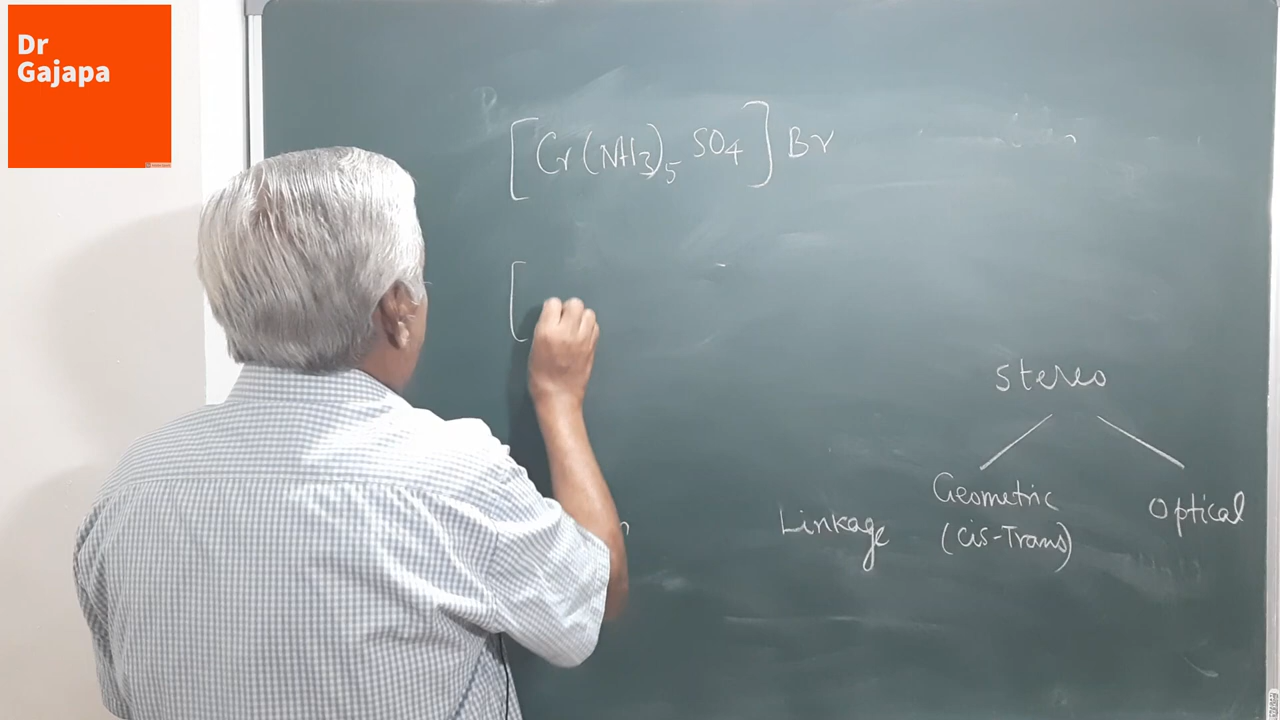 Dr
Gajapa
[Cr(NH3)5 SO4] Br
[
Stereo
Linkage
Geometric
(Cis-Trans)
Optical